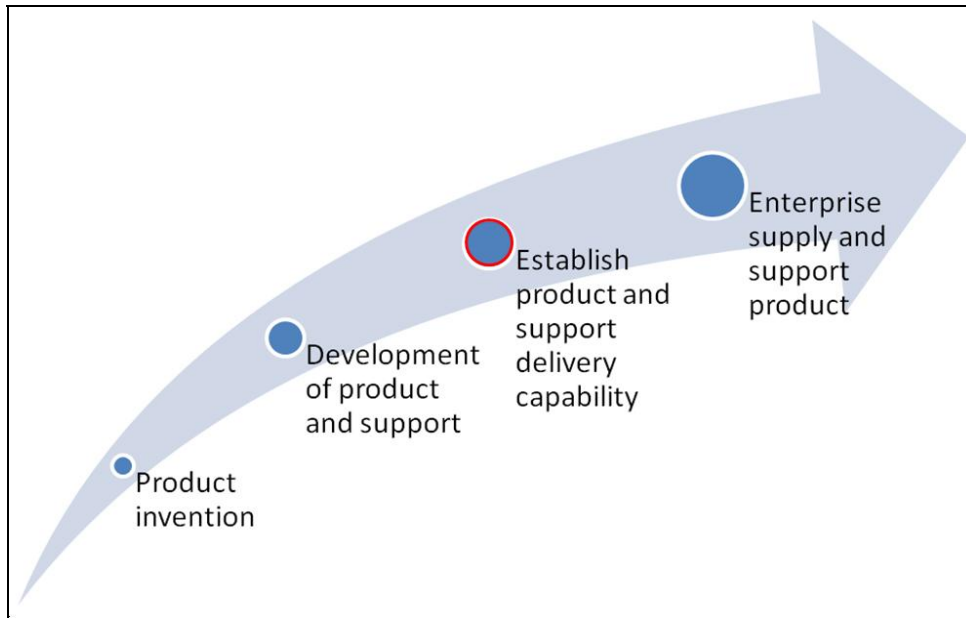 Product
invention
Development
of product
and support
Establish
product and
support
delivery
capability
Enterprise
supply and
support
product